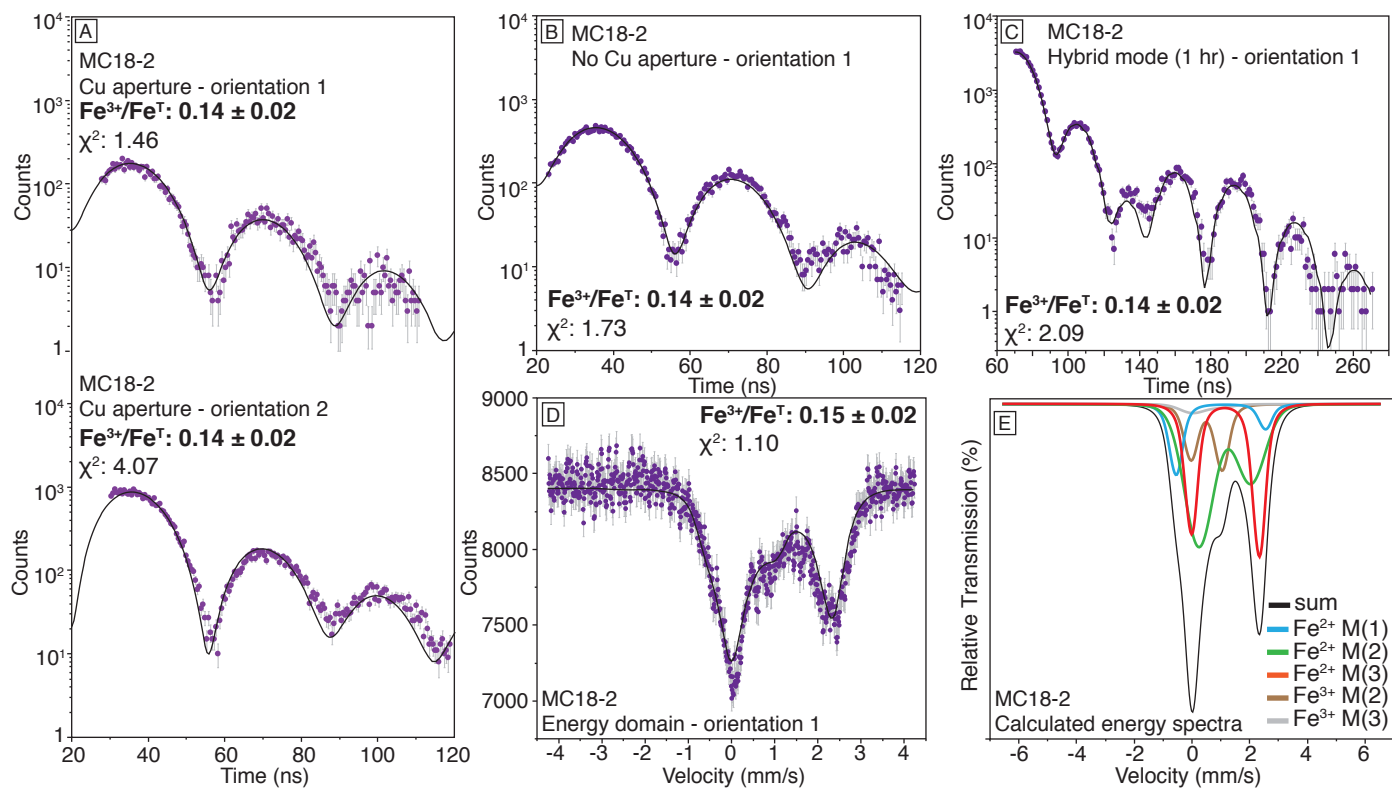 A
MC18-2
Cu aperture - orientation 1
Fe³⁺/Feᵀ: 0.14 ± 0.02
χ²: 1.46
Counts
10⁴
10³
10²
10¹
1
MC18-2
Cu aperture - orientation 2
Fe³⁺/Feᵀ: 0.14 ± 0.02
χ²: 4.07
Counts
10⁴
10³
10²
10¹
1
20 40 60 80 100 120
Time (ns)
B
MC18-2
No Cu aperture - orientation 1
Fe³⁺/Feᵀ: 0.14 ± 0.02
χ²: 1.73
Counts
10⁴
10³
10²
10¹
1
20 40 60 80 100 120
Time (ns)
C
MC18-2
Hybrid mode (1 hr) - orientation 1
Fe³⁺/Feᵀ: 0.14 ± 0.02
χ²: 2.09
Counts
10⁴
10³
10²
10¹
1
60 100 140 180 220 260
Time (ns)
D
Fe³⁺/Feᵀ: 0.15 ± 0.02
χ²: 1.10
Counts
9000
8500
8000
7500
7000
MC18-2
Energy domain - orientation 1
-4 -3 -2 -1 0 1 2 3 4
Velocity (mm/s)
E
Relative Transmission (%)
sum
Fe²⁺ M(1)
Fe²⁺ M(2)
Fe²⁺ M(3)
Fe³⁺ M(2)
Fe³⁺ M(3)
MC18-2
Calculated energy spectra
-6 -4 -2 0 2 4 6
Velocity (mm/s)